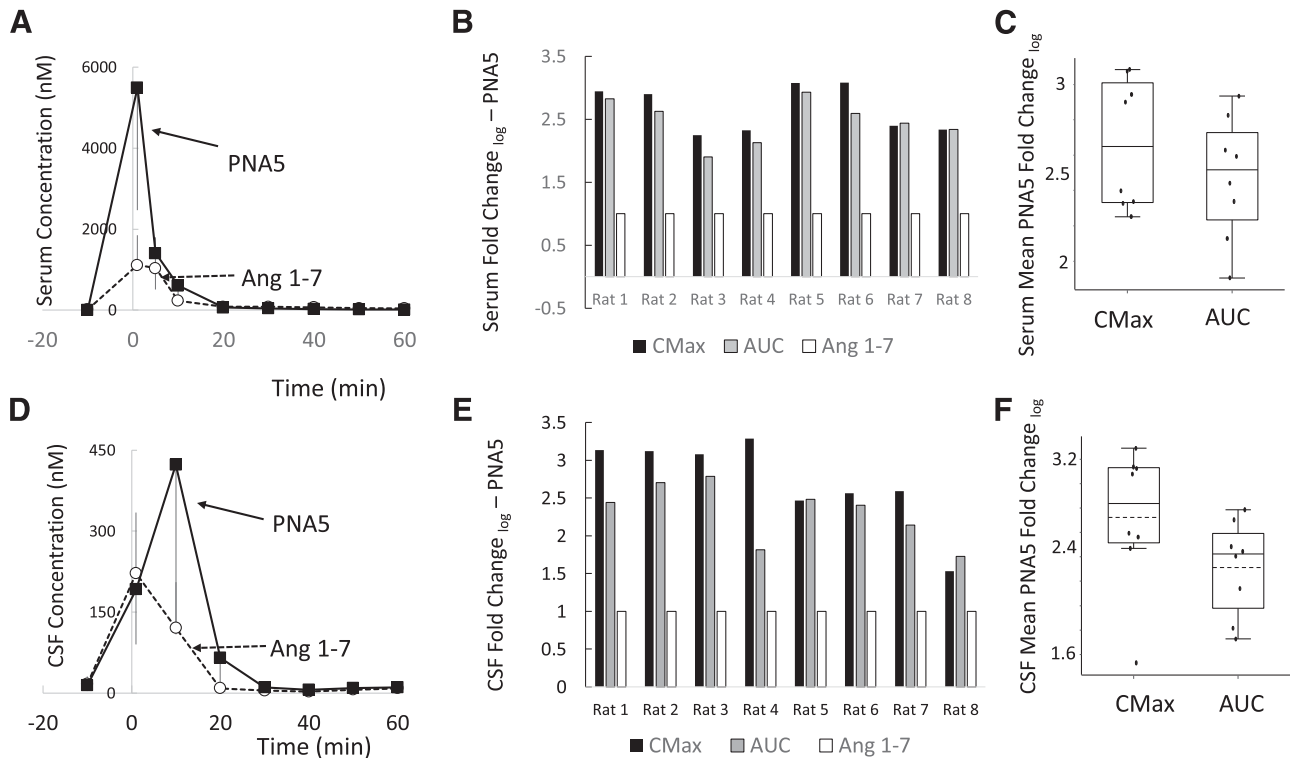 A
Serum Concentration (nM)
6000
4000
2000
0
PNA5
Ang 1-7
-20
0
20
40
60
Time (min)
B
Serum Fold Change log – PNA5
3.5
2.5
1.5
0.5
-0.5
Rat 1 Rat 2 Rat 3 Rat 4 Rat 5 Rat 6 Rat 7 Rat 8
CMax AUC Ang 1-7
C
Serum Mean PNA5 Fold Change log
3
2.5
2
CMax AUC
D
CSF Concentration (nM)
450
300
150
0
PNA5
Ang 1-7
-20
0
20
40
60
Time (min)
E
CSF Fold Change log – PNA5
3.5
3
2.5
2
1.5
1
0.5
0
Rat 1 Rat 2 Rat 3 Rat 4 Rat 5 Rat 6 Rat 7 Rat 8
CMax AUC Ang 1-7
F
CSF Mean PNA5 Fold Change log
3.2
2.4
1.6
CMax AUC